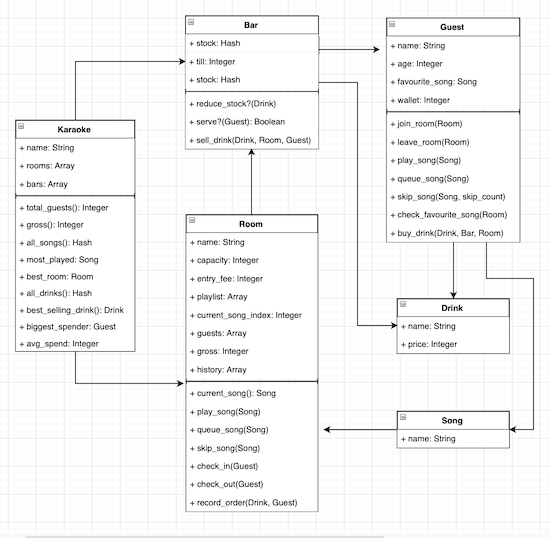 Bar
+ stock: Hash
+ till: Integer
+ stock: Hash
+ reduce_stock?(Drink)
+ serve?(Guest): Boolean
+ sell_drink(Drink, Room, Guest)
Guest
+ name: String
+ age: Integer
+ favourite_song: Song
+ wallet: Integer
+ join_room(Room)
+ leave_room(Room)
+ play_song(Song)
+ queue_song(Song)
+ skip_song(Song, skip_count)
+ check_favourite_song(Room)
+ buy_drink(Drink, Bar, Room)
Karaoke
+ name: String
+ rooms: Array
+ bars: Array
+ total_guests(): Integer
+ gross(): Integer
+ all_songs(): Hash
+ most_played: Song
+ best_room: Room
+ all_drinks(): Hash
+ best_selling_drink(): Drink
+ biggest_spender: Guest
+ avg_spend: Integer
Room
+ name: String
+ capacity: Integer
+ entry_fee: Integer
+ playlist: Array
+ current_song_index: Integer
+ guests: Array
+ gross: Integer
+ history: Array
+ current_song(): Song
+ play_song(Song)
+ queue_song(Song)
+ skip_song(Song)
+ check_in(Guest)
+ check_out(Guest)
+ record_order(Drink, Guest)
Drink
+ name: String
+ price: Integer
Song
+ name: String